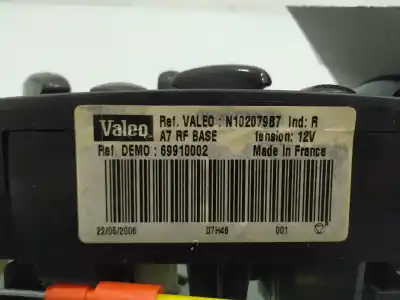 Valeo
Ref. VALEO : N102079B7 Ind: R
A7 RF BASE tension: 12V
Ref. DEMO : 69910002 Made In France
22/05/2006 07H46 001